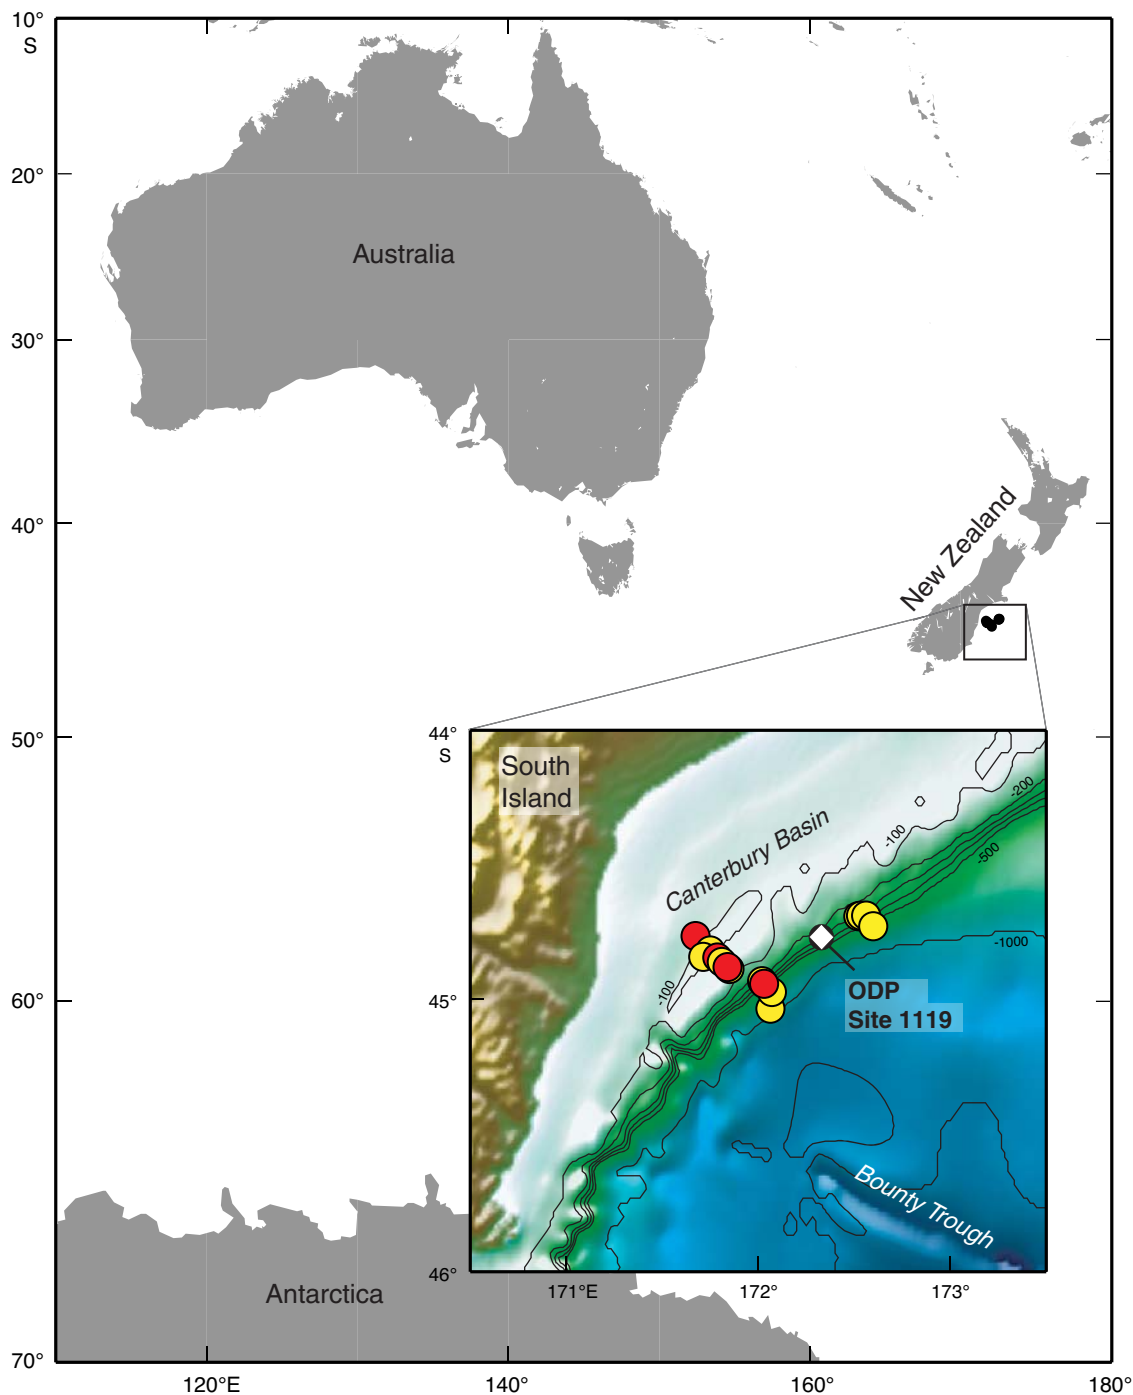 10°
S
20°
30°
40°
50°
60°
70°
120°E
140°
160°
180°
Australia
New Zealand
Antarctica
44°
S
45°
46°
171°E
172°
173°
South
Island
Canterbury Basin
-100
-200
-500
-1000
-100
ODP
Site 1119
Bounty Trough